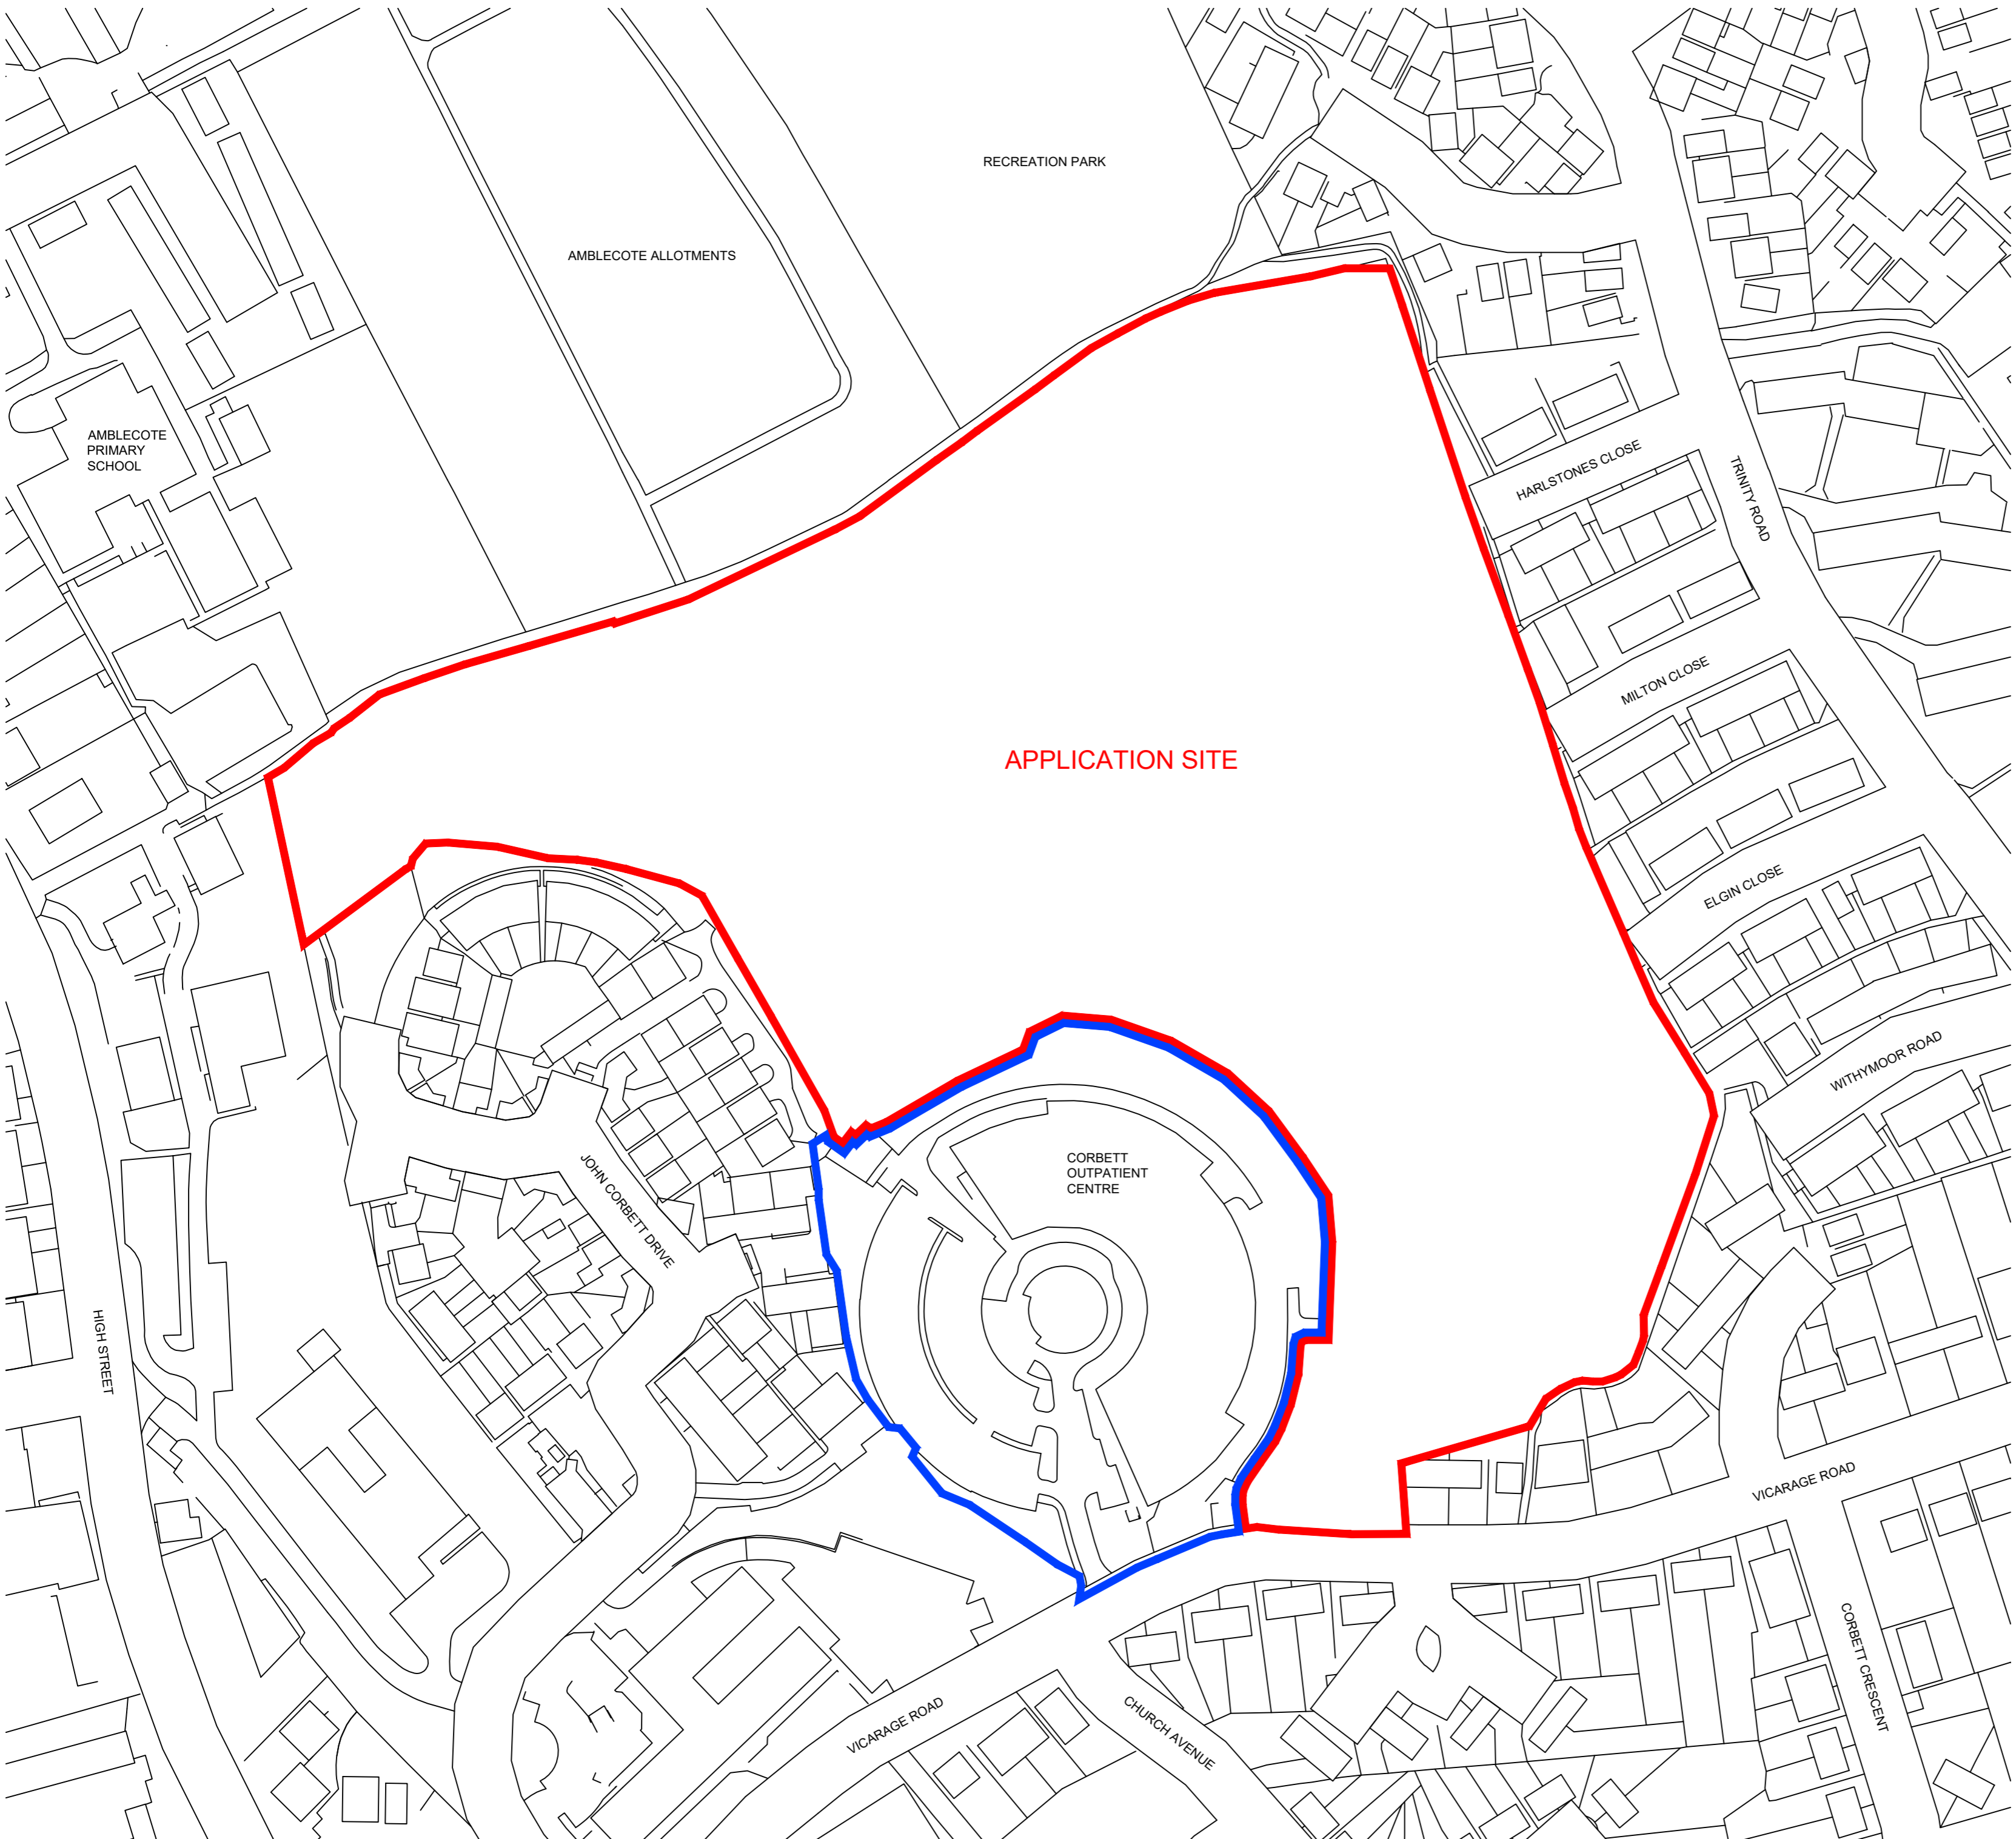 RECREATION PARK
AMBLECOTE ALLOTMENTS
AMBLECOTE
PRIMARY
SCHOOL
HARLSTONES CLOSE
TRINITY ROAD
MILTON CLOSE
APPLICATION SITE
ELGIN CLOSE
WITHYMOOR ROAD
CORBETT
OUTPATIENT
CENTRE
JOHN CORBETT DRIVE
HIGH STREET
VICARAGE ROAD
CORBETT CRESCENT
VICARAGE ROAD
CHURCH AVENUE